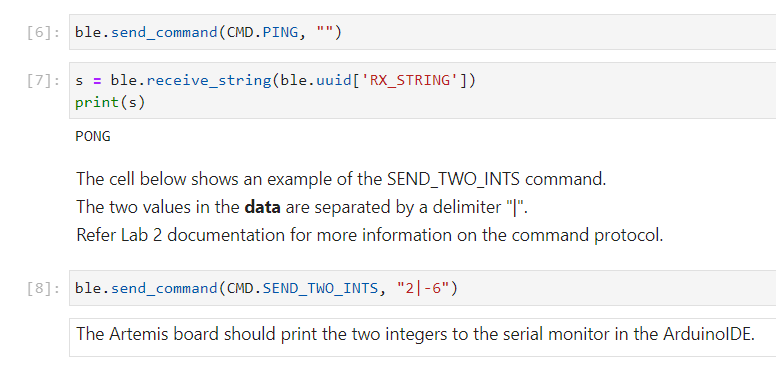 [6]: ble.send_command(CMD.PING, "")
[7]: s = ble.receive_string(ble.uuid['RX_STRING'])
print(s)
PONG
The cell below shows an example of the SEND_TWO_INTS command.
The two values in the data are separated by a delimiter "|".
Refer Lab 2 documentation for more information on the command protocol.
[8]: ble.send_command(CMD.SEND_TWO_INTS, "2|-6")
The Artemis board should print the two integers to the serial monitor in the ArduinoIDE.